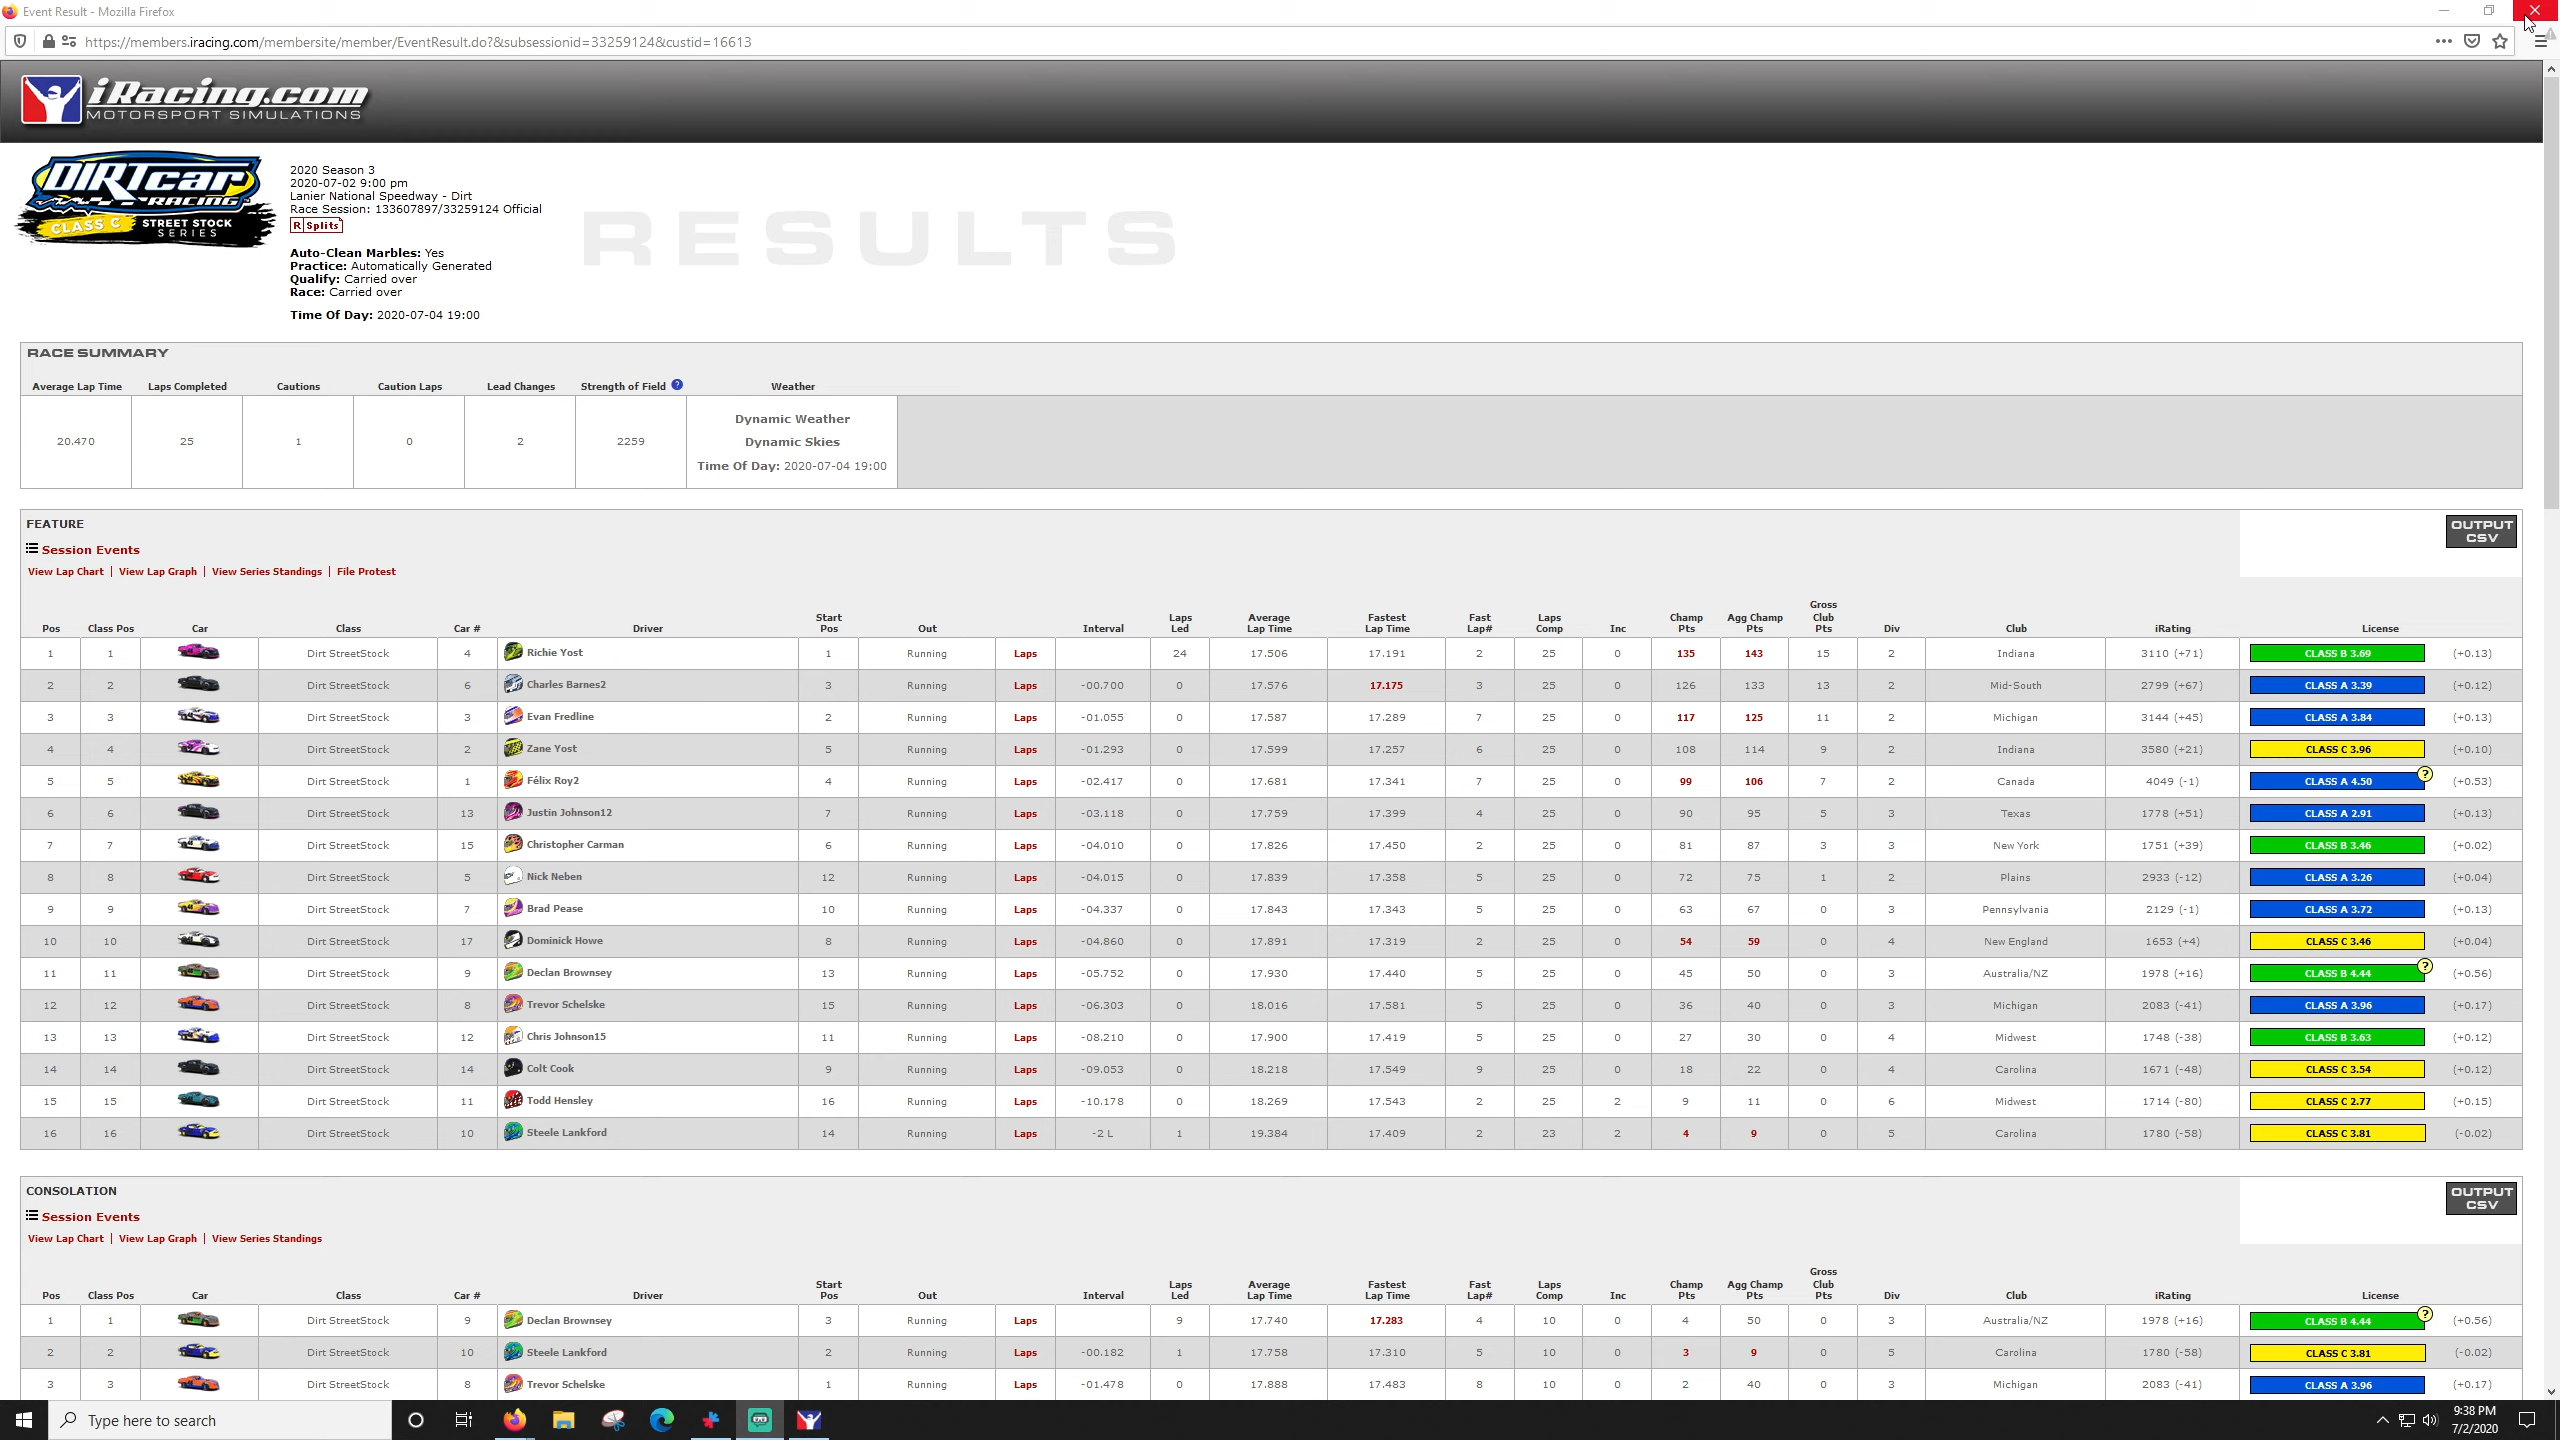 Event Result - Mozilla Firefox
https://members.iracing.com/membersite/member/EventResult.do?&subsessionid=33259124&custid=16613
iRacing.com
MOTORSPORT SIMULATIONS
DIRTcar RACING
CLASS C STREET STOCK SERIES
2020 Season 3
2020-07-02 9:00 pm
Lanier National Speedway - Dirt
Race Session: 133607897/33259124 Official
R Splits
RESULTS
Auto-Clean Marbles: Yes
Practice: Automatically Generated
Qualify: Carried over
Race: Carried over
Time Of Day: 2020-07-04 19:00
RACE SUMMARY
Average Lap Time Laps Completed Cautions Caution Laps Lead Changes Strength of Field ? Weather
20.470 25 1 0 2 2259 Dynamic Weather
Dynamic Skies
Time Of Day: 2020-07-04 19:00
FEATURE
OUTPUT CSV
Session Events
View Lap Chart | View Lap Graph | View Series Standings | File Protest
Pos Class Pos Car Class Car # Driver Start Pos Out Interval Laps Led Average Lap Time Fastest Lap Time Fast Lap# Laps Comp Inc Champ Pts Agg Champ Pts Gross Club Pts Div Club iRating License
1 1 Dirt StreetStock 4 Richie Yost 1 Running Laps 24 17.506 17.191 2 25 0 135 143 15 2 Indiana 3110 (+71) CLASS B 3.69 (+0.13)
2 2 Dirt StreetStock 6 Charles Barnes2 3 Running Laps -00.700 0 17.576 17.175 3 25 0 126 133 13 2 Mid-South 2799 (+67) CLASS A 3.39 (+0.12)
3 3 Dirt StreetStock 3 Evan Fredline 2 Running Laps -01.055 0 17.587 17.289 7 25 0 117 125 11 2 Michigan 3144 (+45) CLASS A 3.84 (+0.13)
4 4 Dirt StreetStock 2 Zane Yost 5 Running Laps -01.293 0 17.599 17.257 6 25 0 108 114 9 2 Indiana 3580 (+21) CLASS C 3.96 (+0.10)
5 5 Dirt StreetStock 1 Félix Roy2 4 Running Laps -02.417 0 17.681 17.341 7 25 0 99 106 7 2 Canada 4049 (-1) CLASS A 4.50 ? (+0.53)
6 6 Dirt StreetStock 13 Justin Johnson12 7 Running Laps -03.118 0 17.759 17.399 4 25 0 90 95 5 3 Texas 1778 (+51) CLASS A 2.91 (+0.13)
7 7 Dirt StreetStock 15 Christopher Carman 6 Running Laps -04.010 0 17.826 17.450 2 25 0 81 87 3 3 New York 1751 (+39) CLASS B 3.46 (+0.02)
8 8 Dirt StreetStock 5 Nick Neben 12 Running Laps -04.015 0 17.839 17.358 5 25 0 72 75 1 2 Plains 2933 (-12) CLASS A 3.26 (+0.04)
9 9 Dirt StreetStock 7 Brad Pease 10 Running Laps -04.337 0 17.843 17.343 5 25 0 63 67 0 3 Pennsylvania 2129 (-1) CLASS A 3.72 (+0.13)
10 10 Dirt StreetStock 17 Dominick Howe 8 Running Laps -04.860 0 17.891 17.319 2 25 0 54 59 0 4 New England 1653 (+4) CLASS C 3.46 (+0.04)
11 11 Dirt StreetStock 9 Declan Brownsey 13 Running Laps -05.752 0 17.930 17.440 5 25 0 45 50 0 3 Australia/NZ 1978 (+16) CLASS B 4.44 ? (+0.56)
12 12 Dirt StreetStock 8 Trevor Schelske 15 Running Laps -06.303 0 18.016 17.581 5 25 0 36 40 0 3 Michigan 2083 (-41) CLASS A 3.96 (+0.17)
13 13 Dirt StreetStock 12 Chris Johnson15 11 Running Laps -08.210 0 17.900 17.419 5 25 0 27 30 0 4 Midwest 1748 (-38) CLASS B 3.63 (+0.12)
14 14 Dirt StreetStock 14 Colt Cook 9 Running Laps -09.053 0 18.218 17.549 9 25 0 18 22 0 4 Carolina 1671 (-48) CLASS C 3.54 (+0.12)
15 15 Dirt StreetStock 11 Todd Hensley 16 Running Laps -10.178 0 18.269 17.543 2 25 2 9 11 0 6 Midwest 1714 (-80) CLASS C 2.77 (+0.15)
16 16 Dirt StreetStock 10 Steele Lankford 14 Running Laps -2 L 1 19.384 17.409 2 23 2 4 9 0 5 Carolina 1780 (-58) CLASS C 3.81 (-0.02)
CONSOLATION
OUTPUT CSV
Session Events
View Lap Chart | View Lap Graph | View Series Standings
Pos Class Pos Car Class Car # Driver Start Pos Out Interval Laps Led Average Lap Time Fastest Lap Time Fast Lap# Laps Comp Inc Champ Pts Agg Champ Pts Gross Club Pts Div Club iRating License
1 1 Dirt StreetStock 9 Declan Brownsey 3 Running Laps 9 17.740 17.283 4 10 0 4 50 0 3 Australia/NZ 1978 (+16) CLASS B 4.44 ? (+0.56)
2 2 Dirt StreetStock 10 Steele Lankford 2 Running Laps -00.182 1 17.758 17.310 5 10 0 3 9 0 5 Carolina 1780 (-58) CLASS C 3.81 (-0.02)
3 3 Dirt StreetStock 8 Trevor Schelske 1 Running Laps -01.478 0 17.888 17.483 8 10 0 2 40 0 3 Michigan 2083 (-41) CLASS A 3.96 (+0.17)
Type here to search
9:38 PM
7/2/2020